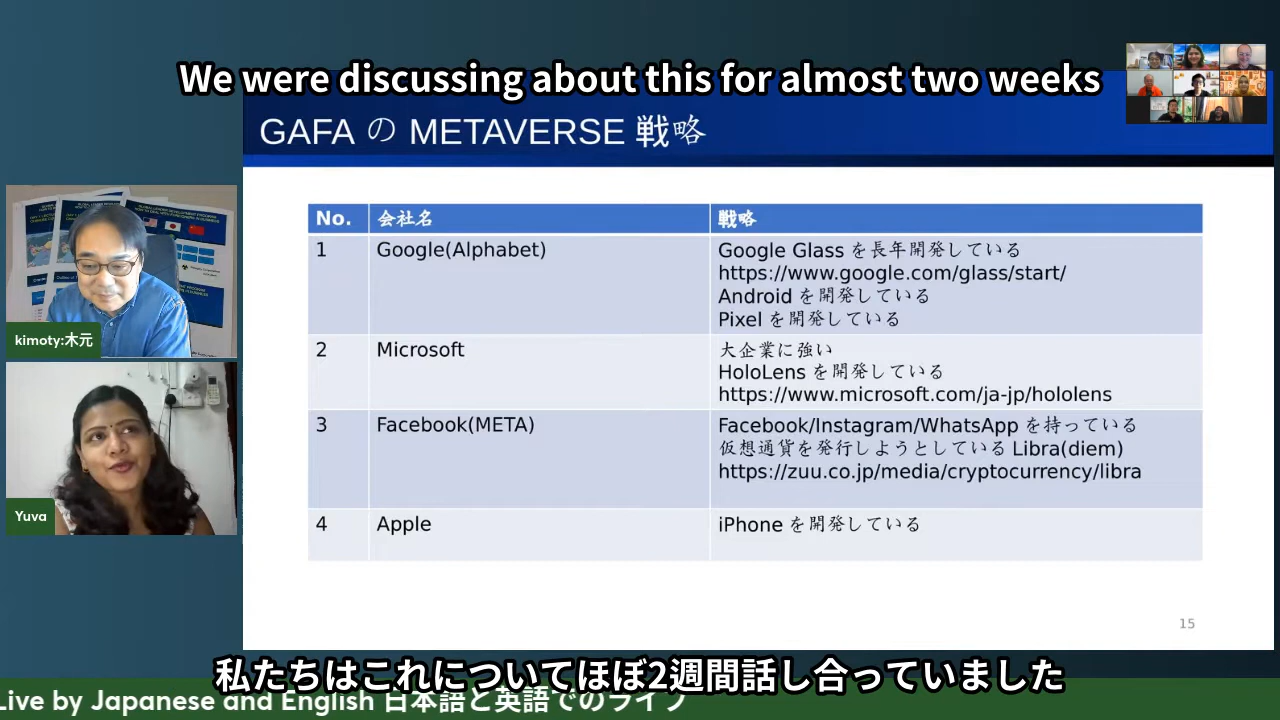 We were discussing about this for almost two weeks
GAFA の METAVERSE 戦略
No. 会社名 戦略
1 Google(Alphabet) Google Glass を長年開発している
https://www.google.com/glass/start/
Android を開発している
Pixel を開発している
2 Microsoft 大企業に強い
HoloLens を開発している
https://www.microsoft.com/ja-jp/hololens
3 Facebook(META) Facebook/Instagram/WhatsApp を持っている
仮想通貨を発行しようとしている Libra(diem)
https://zuu.co.jp/media/cryptocurrency/libra
4 Apple iPhone を開発している
15
kimoty:木元
Yuva
私たちはこれについてほぼ2週間話し合っていました
Live by Japanese and English 日本語と英語でのライブ